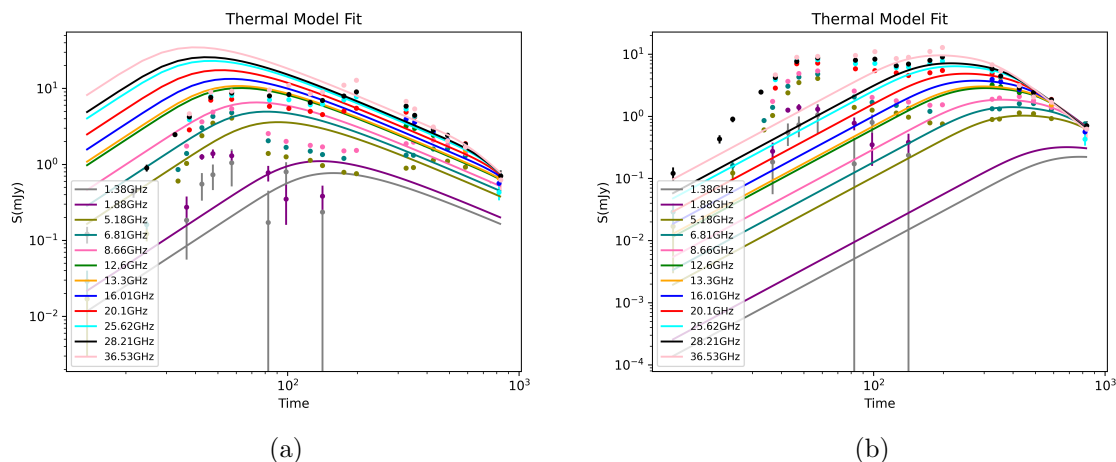 Thermal Model Fit
S(mJy)
10¹
10⁰
10⁻¹
10⁻²
1.38GHz
1.88GHz
5.18GHz
6.81GHz
8.66GHz
12.6GHz
13.3GHz
16.01GHz
20.1GHz
25.62GHz
28.21GHz
36.53GHz
10²
10³
Time
(a)
Thermal Model Fit
S(mJy)
10¹
10⁰
10⁻¹
10⁻²
10⁻³
10⁻⁴
1.38GHz
1.88GHz
5.18GHz
6.81GHz
8.66GHz
12.6GHz
13.3GHz
16.01GHz
20.1GHz
25.62GHz
28.21GHz
36.53GHz
10²
10³
Time
(b)